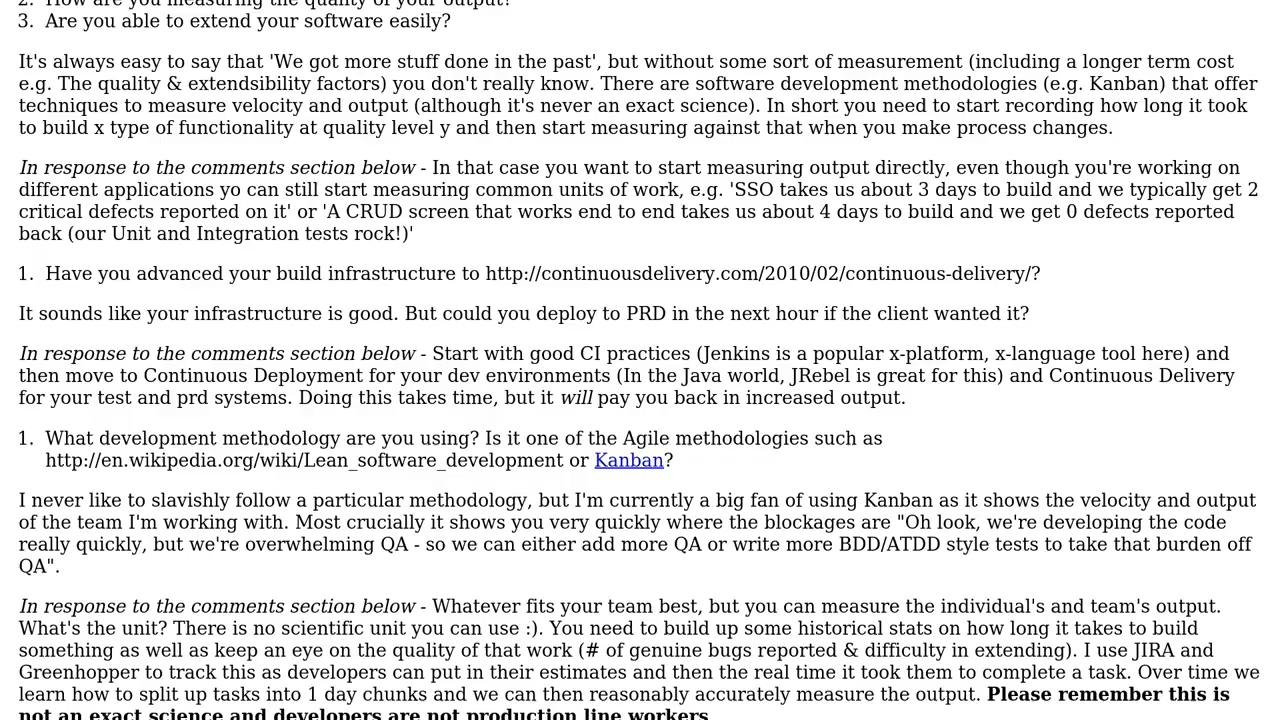 2. How are you measuring the quality of your output?
3. Are you able to extend your software easily?
It's always easy to say that 'We got more stuff done in the past', but without some sort of measurement (including a longer term cost
e.g. The quality & extendsibility factors) you don't really know. There are software development methodologies (e.g. Kanban) that offer
techniques to measure velocity and output (although it's never an exact science). In short you need to start recording how long it took
to build x type of functionality at quality level y and then start measuring against that when you make process changes.
In response to the comments section below - In that case you want to start measuring output directly, even though you're working on
different applications yo can still start measuring common units of work, e.g. 'SSO takes us about 3 days to build and we typically get 2
critical defects reported on it' or 'A CRUD screen that works end to end takes us about 4 days to build and we get 0 defects reported
back (our Unit and Integration tests rock!)'
1. Have you advanced your build infrastructure to http://continuousdelivery.com/2010/02/continuous-delivery/?
It sounds like your infrastructure is good. But could you deploy to PRD in the next hour if the client wanted it?
In response to the comments section below - Start with good CI practices (Jenkins is a popular x-platform, x-language tool here) and
then move to Continuous Deployment for your dev environments (In the Java world, JRebel is great for this) and Continuous Delivery
for your test and prd systems. Doing this takes time, but it will pay you back in increased output.
1. What development methodology are you using? Is it one of the Agile methodologies such as
http://en.wikipedia.org/wiki/Lean_software_development or Kanban?
I never like to slavishly follow a particular methodology, but I'm currently a big fan of using Kanban as it shows the velocity and output
of the team I'm working with. Most crucially it shows you very quickly where the blockages are "Oh look, we're developing the code
really quickly, but we're overwhelming QA - so we can either add more QA or write more BDD/ATDD style tests to take that burden off
QA".
In response to the comments section below - Whatever fits your team best, but you can measure the individual's and team's output.
What's the unit? There is no scientific unit you can use :). You need to build up some historical stats on how long it takes to build
something as well as keep an eye on the quality of that work (# of genuine bugs reported & difficulty in extending). I use JIRA and
Greenhopper to track this as developers can put in their estimates and then the real time it took them to complete a task. Over time we
learn how to split up tasks into 1 day chunks and we can then reasonably accurately measure the output. Please remember this is
not an exact science and developers are not production line workers